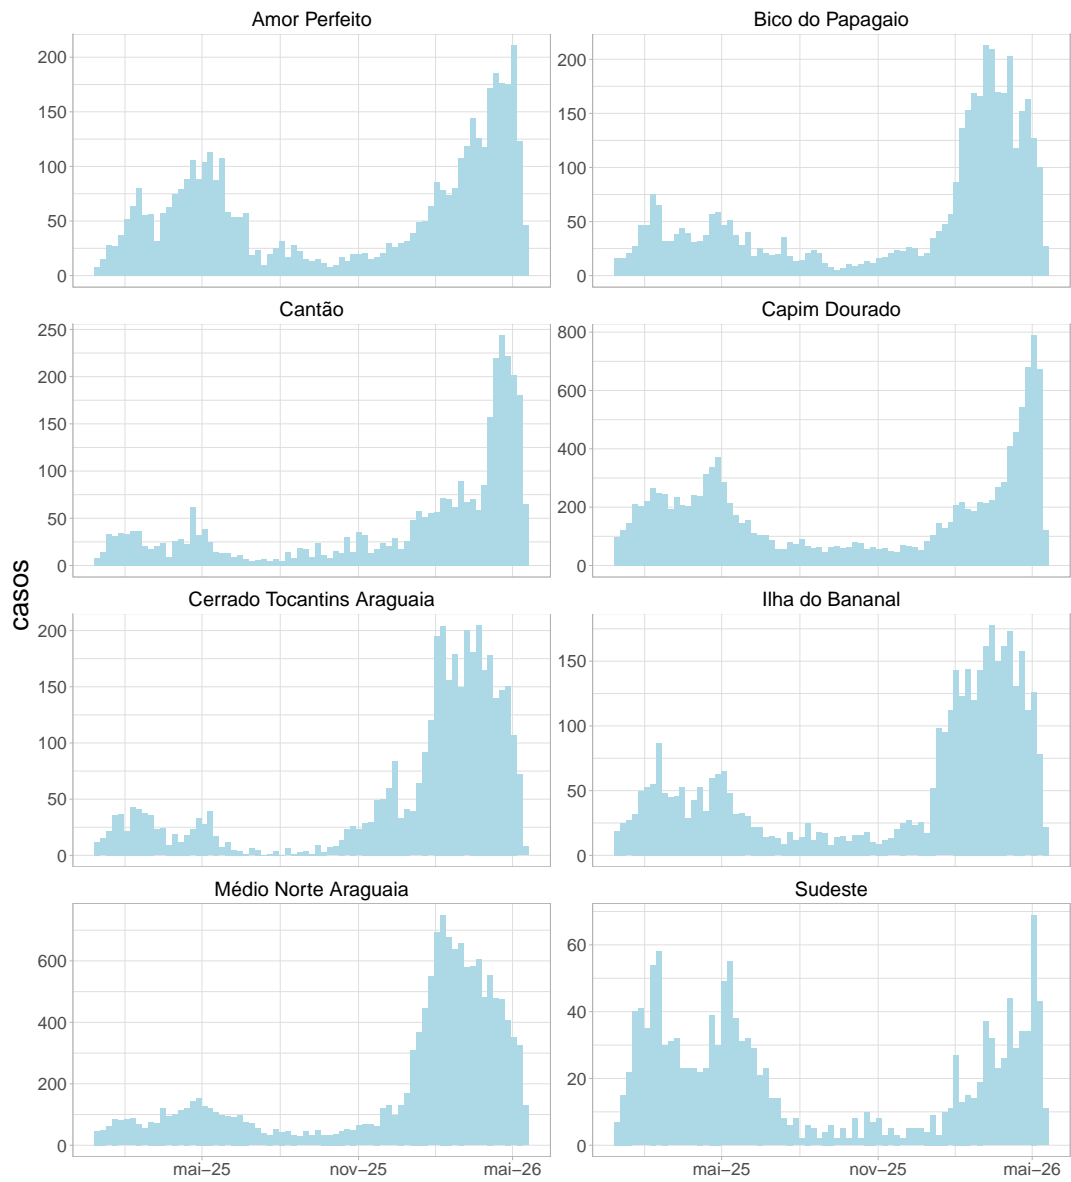 Amor Perfeito
Bico do Papagaio
200
150
100
50
0
200
150
100
50
0
Cantão
Capim Dourado
250
200
150
100
50
0
800
600
400
200
0
casos
Cerrado Tocantins Araguaia
Ilha do Bananal
200
150
100
50
0
150
100
50
0
Médio Norte Araguaia
Sudeste
600
400
200
0
60
40
20
0
mai−25
nov−25
mai−26
mai−25
nov−25
mai−26